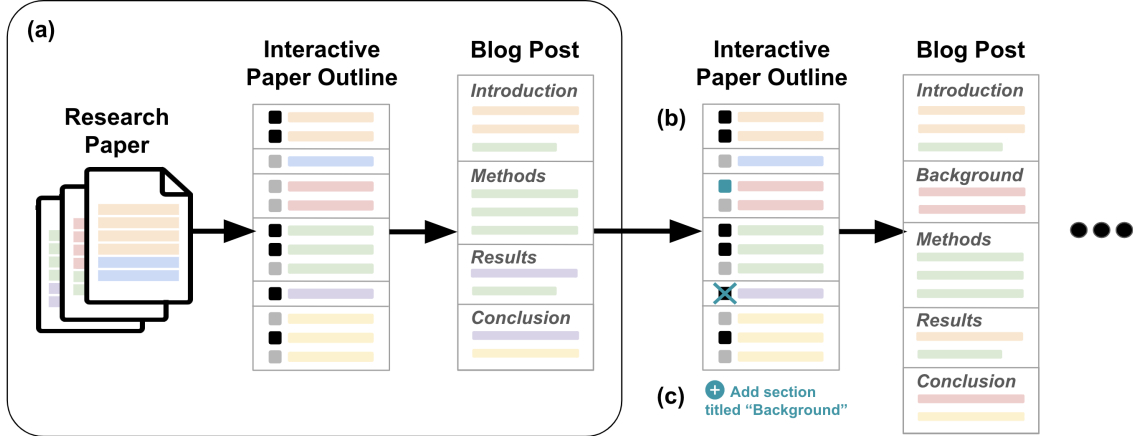 (a)
Research
Paper
Interactive
Paper Outline
Blog Post
Introduction
Methods
Results
Conclusion
(b)
Interactive
Paper Outline
(c)
Add section
titled “Background”
Blog Post
Introduction
Background
Methods
Results
Conclusion